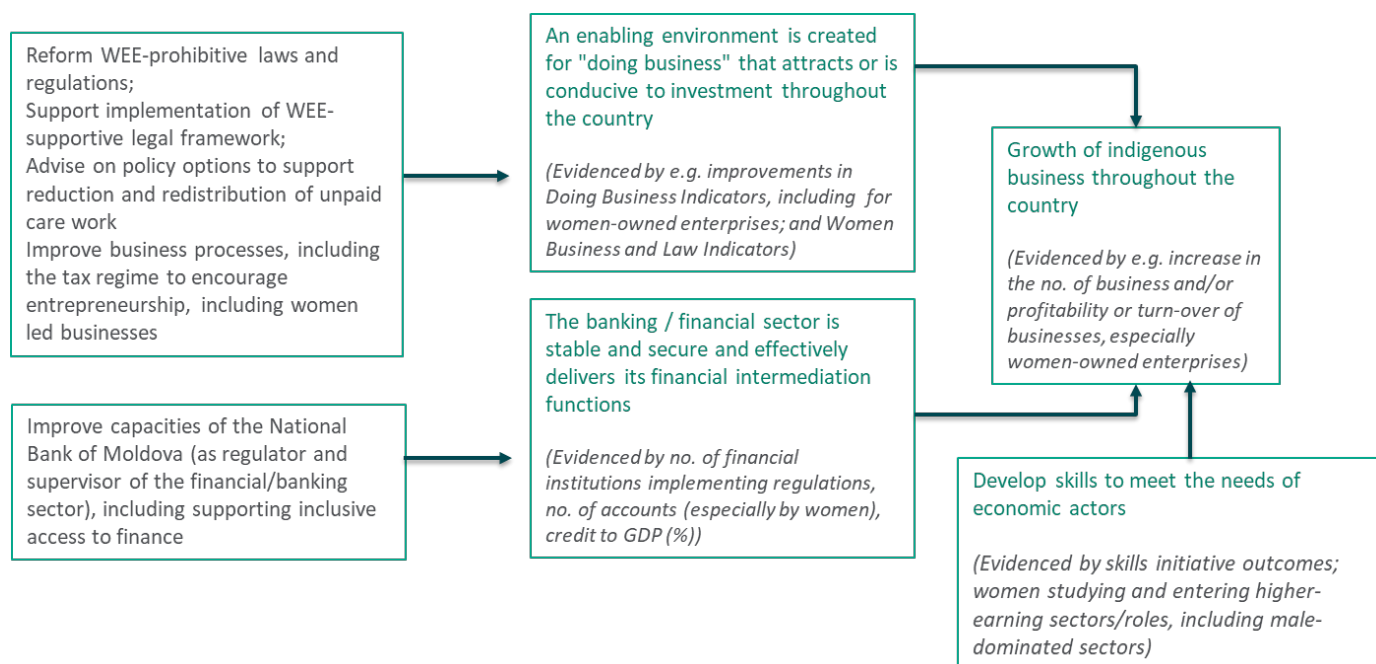 Reform WEE-prohibitive laws and
regulations;
Support implementation of WEE-
supportive legal framework;
Advise on policy options to support
reduction and redistribution of unpaid
care work
Improve business processes, including
the tax regime to encourage
entrepreneurship, including women
led businesses
Improve capacities of the National
Bank of Moldova (as regulator and
supervisor of the financial/banking
sector), including supporting inclusive
access to finance
An enabling environment is created
for "doing business" that attracts or is
conducive to investment throughout
the country
(Evidenced by e.g. improvements in
Doing Business Indicators, including for
women-owned enterprises; and Women
Business and Law Indicators)
The banking / financial sector is
stable and secure and effectively
delivers its financial intermediation
functions
(Evidenced by no. of financial
institutions implementing regulations,
no. of accounts (especially by women),
credit to GDP (%))
Growth of indigenous
business throughout the
country
(Evidenced by e.g. increase in
the no. of business and/or
profitability or turn-over of
businesses, especially
women-owned enterprises)
Develop skills to meet the needs of
economic actors
(Evidenced by skills initiative outcomes;
women studying and entering higher-
earning sectors/roles, including male-
dominated sectors)